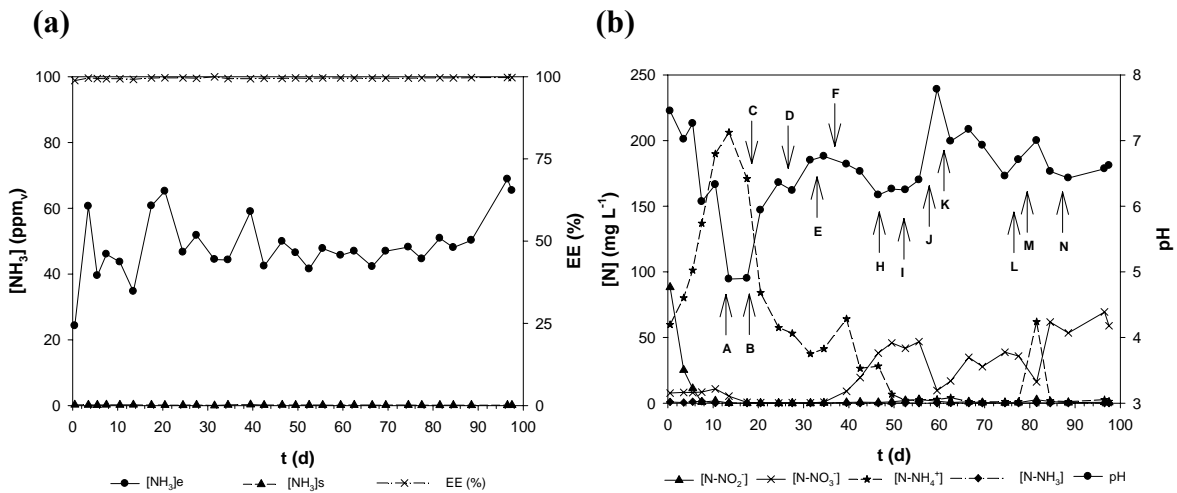 (a)
(b)
[NH₃] (ppmᵥ)
100
80
60
40
20
0
100
75
50
25
0
EE (%)
0 10 20 30 40 50 60 70 80 90 100
t (d)
[NH₃]e [NH₃]s EE (%)
[N] (mg L⁻¹)
250
200
150
100
50
0
8
7
6
5
4
3
pH
C
D
F
K
E
J
M
N
H
I
L
A
B
0 10 20 30 40 50 60 70 80 90 100
t (d)
[N-NO₂⁻] [N-NO₃⁻] [N-NH₄⁺] [N-NH₃] pH